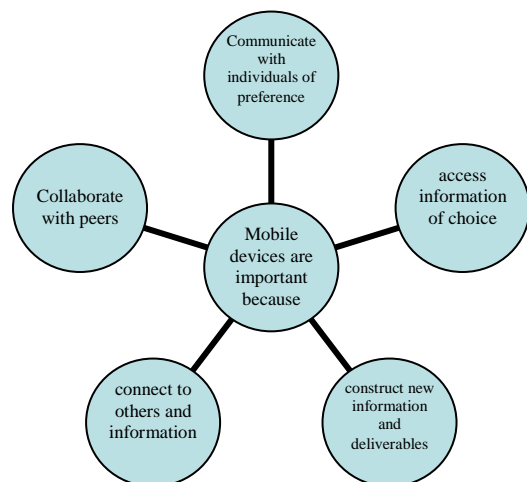 Communicate
with
individuals of
preference
Collaborate
with peers
access
information
of choice
Mobile
devices are
important
because
connect to
others and
information
construct new
information
and
deliverables